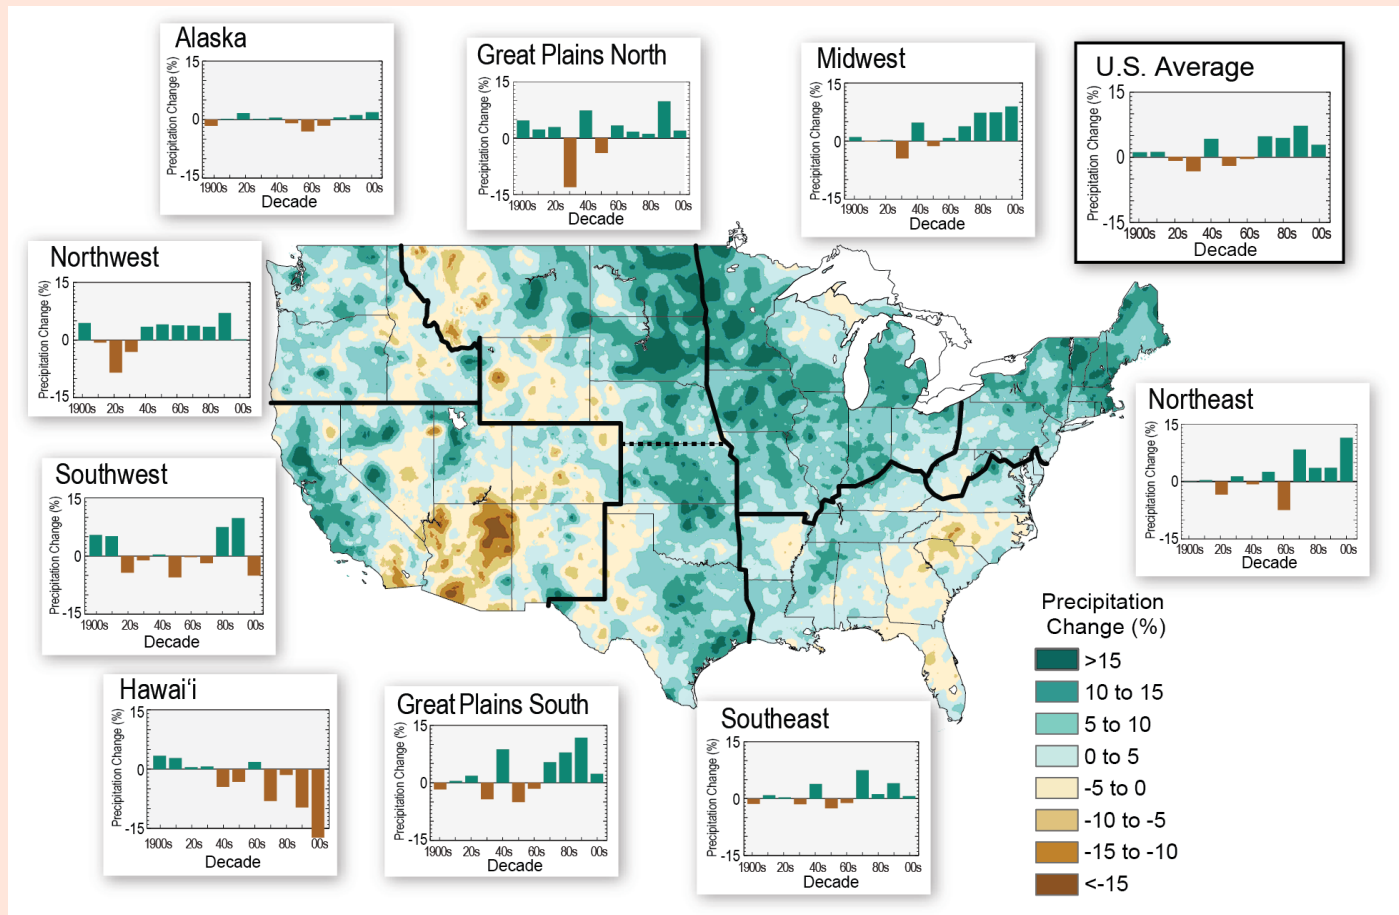 Alaska
15
0
-15
Precipitation Change (%)
1900s 20s 40s 60s 80s 00s
Decade
Great Plains North
15
0
-15
Precipitation Change (%)
1900s 20s 40s 60s 80s 00s
Decade
Midwest
15
0
-15
Precipitation Change (%)
1900s 20s 40s 60s 80s 00s
Decade
U.S. Average
15
0
-15
Precipitation Change (%)
1900s 20s 40s 60s 80s 00s
Decade
Northwest
15
0
-15
Precipitation Change (%)
1900s 20s 40s 60s 80s 00s
Decade
Northeast
15
0
-15
Precipitation Change (%)
1900s 20s 40s 60s 80s 00s
Decade
Southwest
15
0
-15
Precipitation Change (%)
1900s 20s 40s 60s 80s 00s
Decade
Hawai‘i
15
0
-15
Precipitation Change (%)
1900s 20s 40s 60s 80s 00s
Decade
Great Plains South
15
0
-15
Precipitation Change (%)
1900s 20s 40s 60s 80s 00s
Decade
Southeast
15
0
-15
Precipitation Change (%)
1900s 20s 40s 60s 80s 00s
Decade
Precipitation
Change (%)
>15
10 to 15
5 to 10
0 to 5
-5 to 0
-10 to -5
-15 to -10
<-15